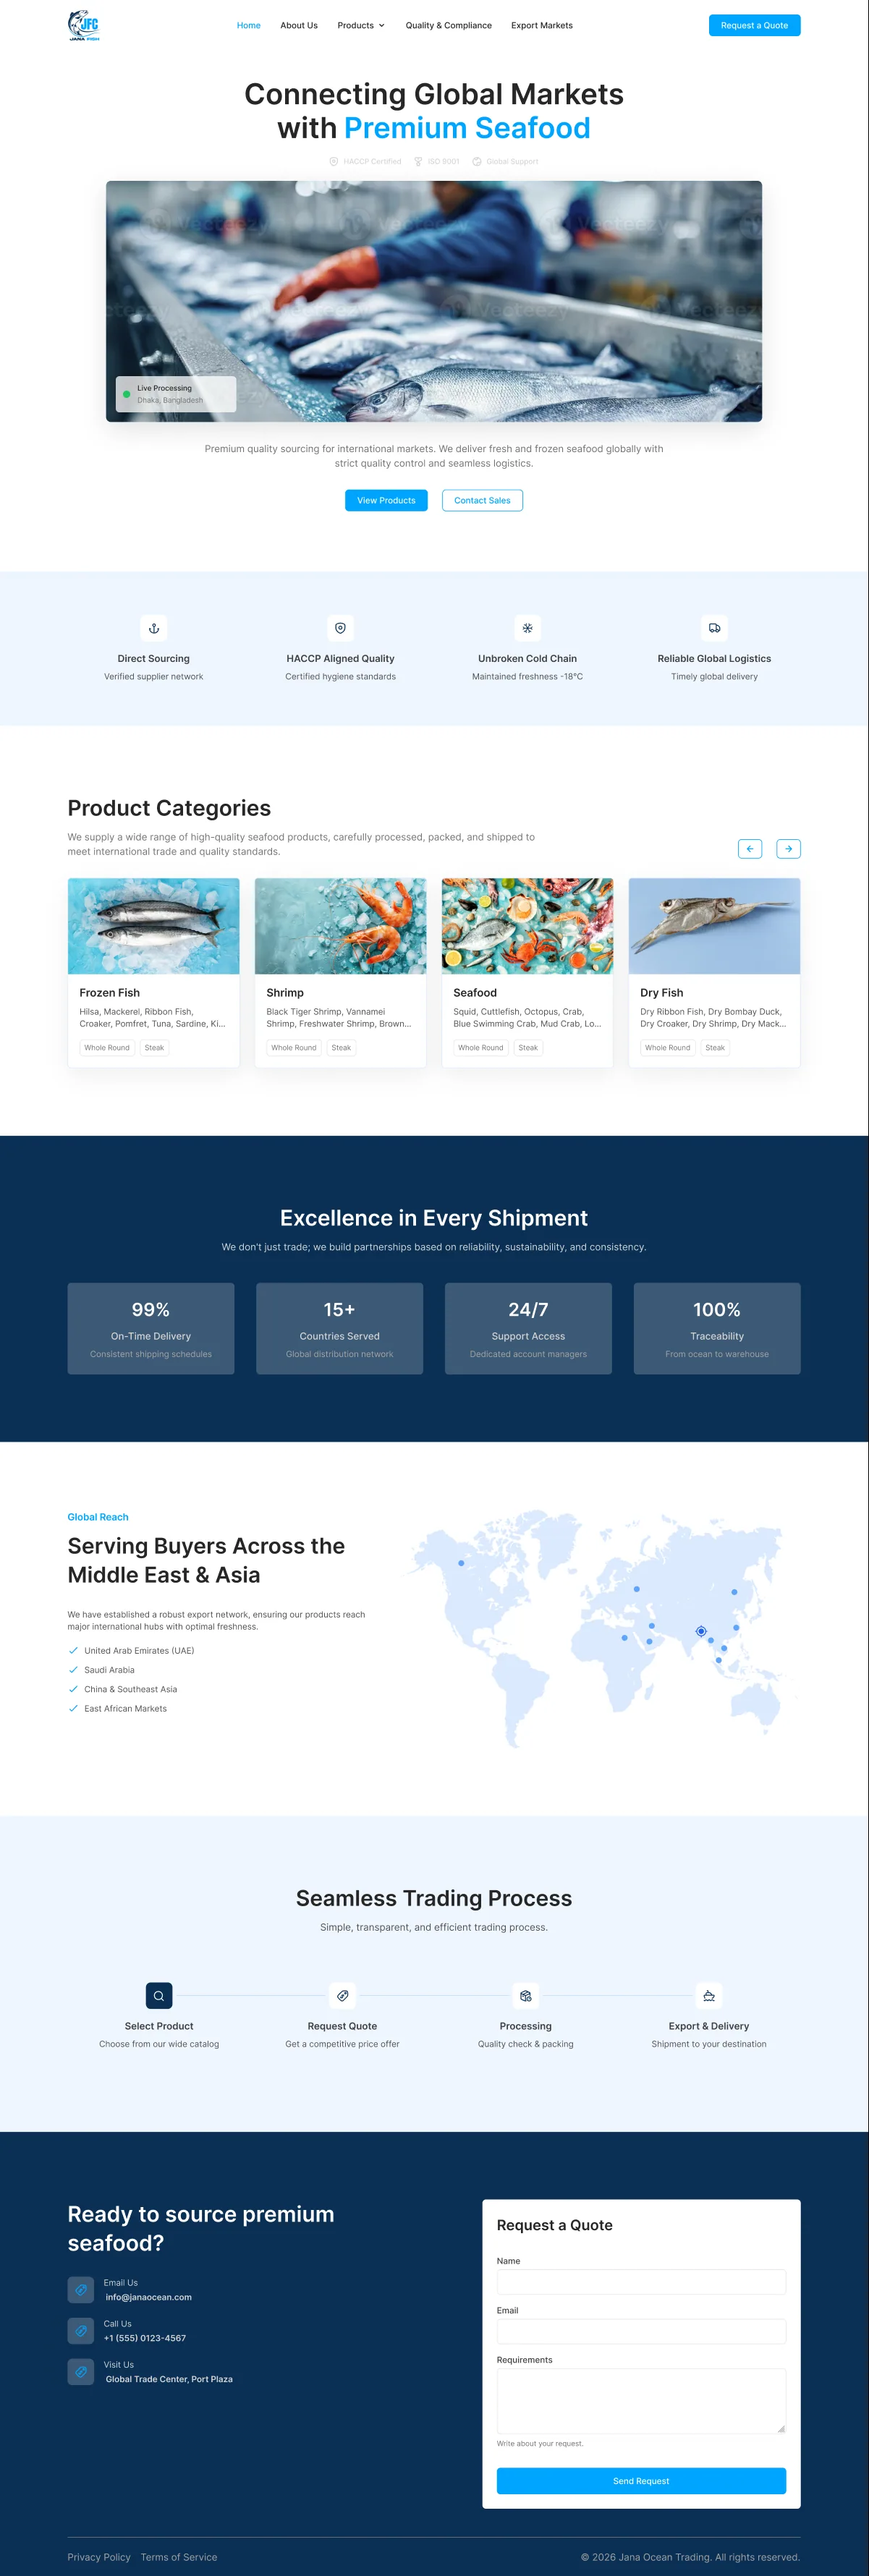 JFC
JANA FISH
Home
About Us
Products
Quality & Compliance
Export Markets
Request a Quote
Connecting Global Markets
with Premium Seafood
HACCP Certified
ISO 9001
Global Support
Vecteezy Vecteezy Vecteezy
cteezy Vecteezy Vecteezy
Live Processing
Dhaka, Bangladesh
Premium quality sourcing for international markets. We deliver fresh and frozen seafood globally with
strict quality control and seamless logistics.
View Products
Contact Sales
Direct Sourcing
Verified supplier network
HACCP Aligned Quality
Certified hygiene standards
Unbroken Cold Chain
Maintained freshness -18°C
Reliable Global Logistics
Timely global delivery
Product Categories
We supply a wide range of high-quality seafood products, carefully processed, packed, and shipped to
meet international trade and quality standards.
Frozen Fish
Hilsa, Mackerel, Ribbon Fish,
Croaker, Pomfret, Tuna, Sardine, Ki...
Whole Round
Steak
Shrimp
Black Tiger Shrimp, Vannamei
Shrimp, Freshwater Shrimp, Brown...
Whole Round
Steak
Seafood
Squid, Cuttlefish, Octopus, Crab,
Blue Swimming Crab, Mud Crab, Lo...
Whole Round
Steak
Dry Fish
Dry Ribbon Fish, Dry Bombay Duck,
Dry Croaker, Dry Shrimp, Dry Mack...
Whole Round
Steak
Excellence in Every Shipment
We don't just trade; we build partnerships based on reliability, sustainability, and consistency.
99%
On-Time Delivery
Consistent shipping schedules
15+
Countries Served
Global distribution network
24/7
Support Access
Dedicated account managers
100%
Traceability
From ocean to warehouse
Global Reach
Serving Buyers Across the
Middle East & Asia
We have established a robust export network, ensuring our products reach
major international hubs with optimal freshness.
United Arab Emirates (UAE)
Saudi Arabia
China & Southeast Asia
East African Markets
Seamless Trading Process
Simple, transparent, and efficient trading process.
Select Product
Choose from our wide catalog
Request Quote
Get a competitive price offer
Processing
Quality check & packing
Export & Delivery
Shipment to your destination
Ready to source premium
seafood?
Email Us
info@janaocean.com
Call Us
+1 (555) 0123-4567
Visit Us
Global Trade Center, Port Plaza
Request a Quote
Name
Email
Requirements
Write about your request.
Send Request
Privacy Policy
Terms of Service
© 2026 Jana Ocean Trading. All rights reserved.